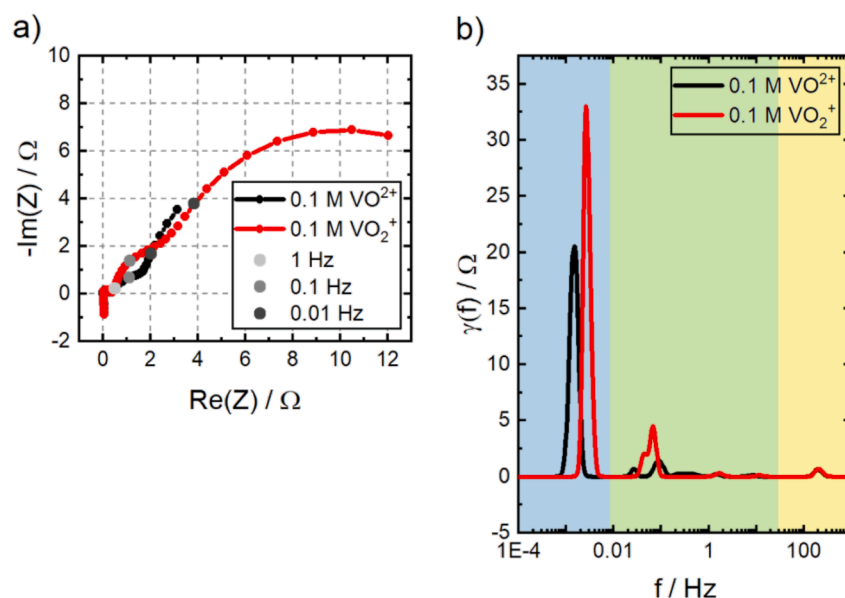 a)
10
8
6
4
2
0
-2
-Im(Z) / Ω
0 2 4 6 8 10 12
Re(Z) / Ω
0.1 M VO²⁺
0.1 M VO₂⁺
1 Hz
0.1 Hz
0.01 Hz
b)
35
30
25
20
15
10
5
0
-5
γ(f) / Ω
1E-4 0.01 1 100
f / Hz
0.1 M VO²⁺
0.1 M VO₂⁺